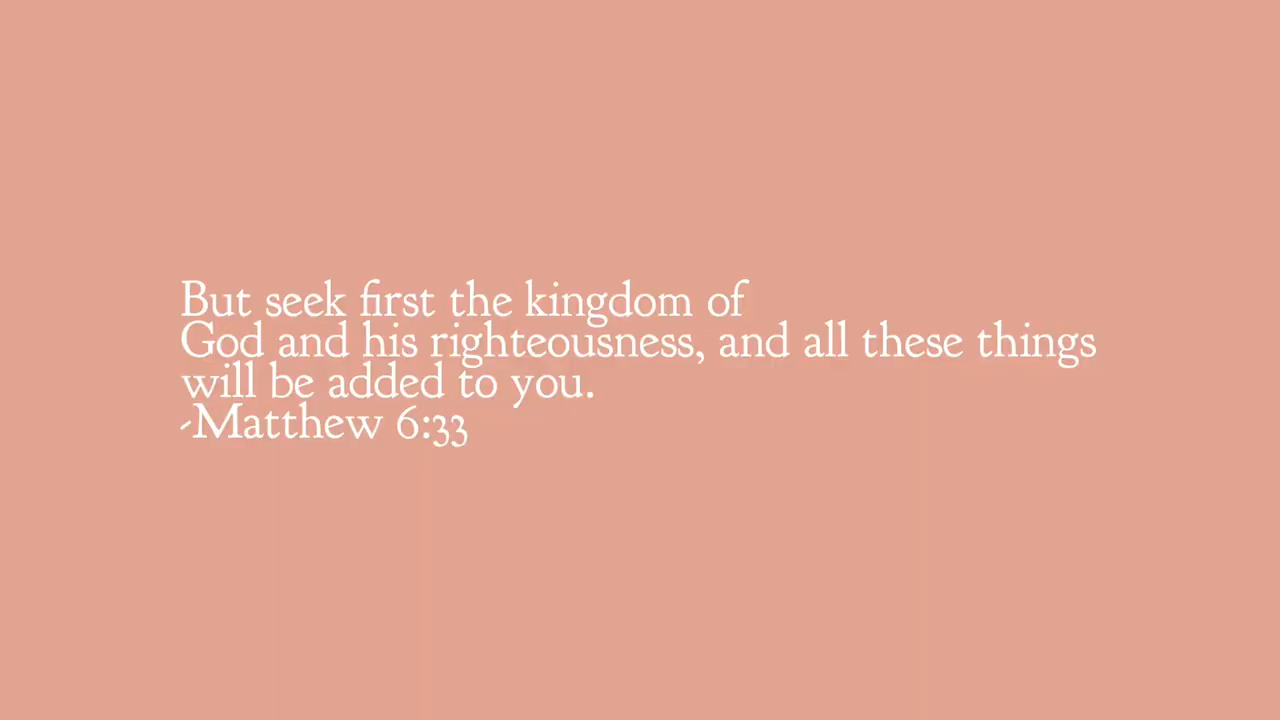 But seek first the kingdom of
God and his righteousness, and all these things
will be added to you.
-Matthew 6:33